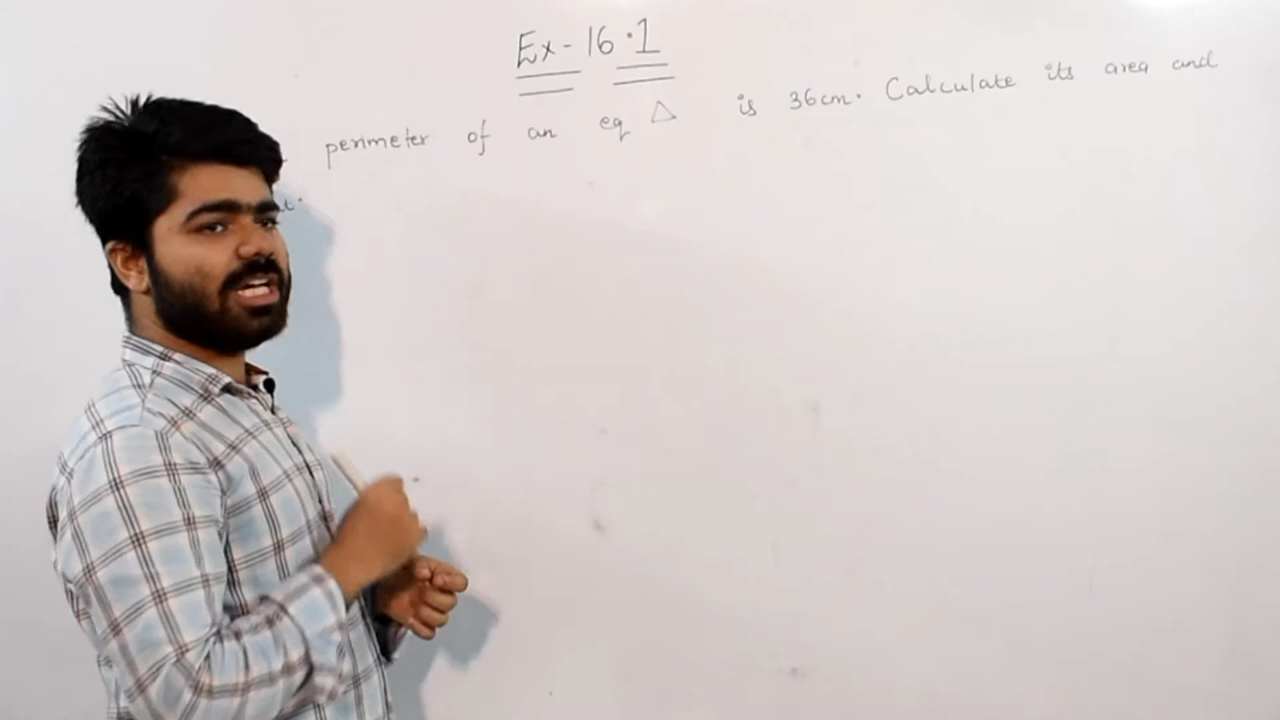 Ex-16.1
perimeter of an eq △ is 36cm. Calculate its area and